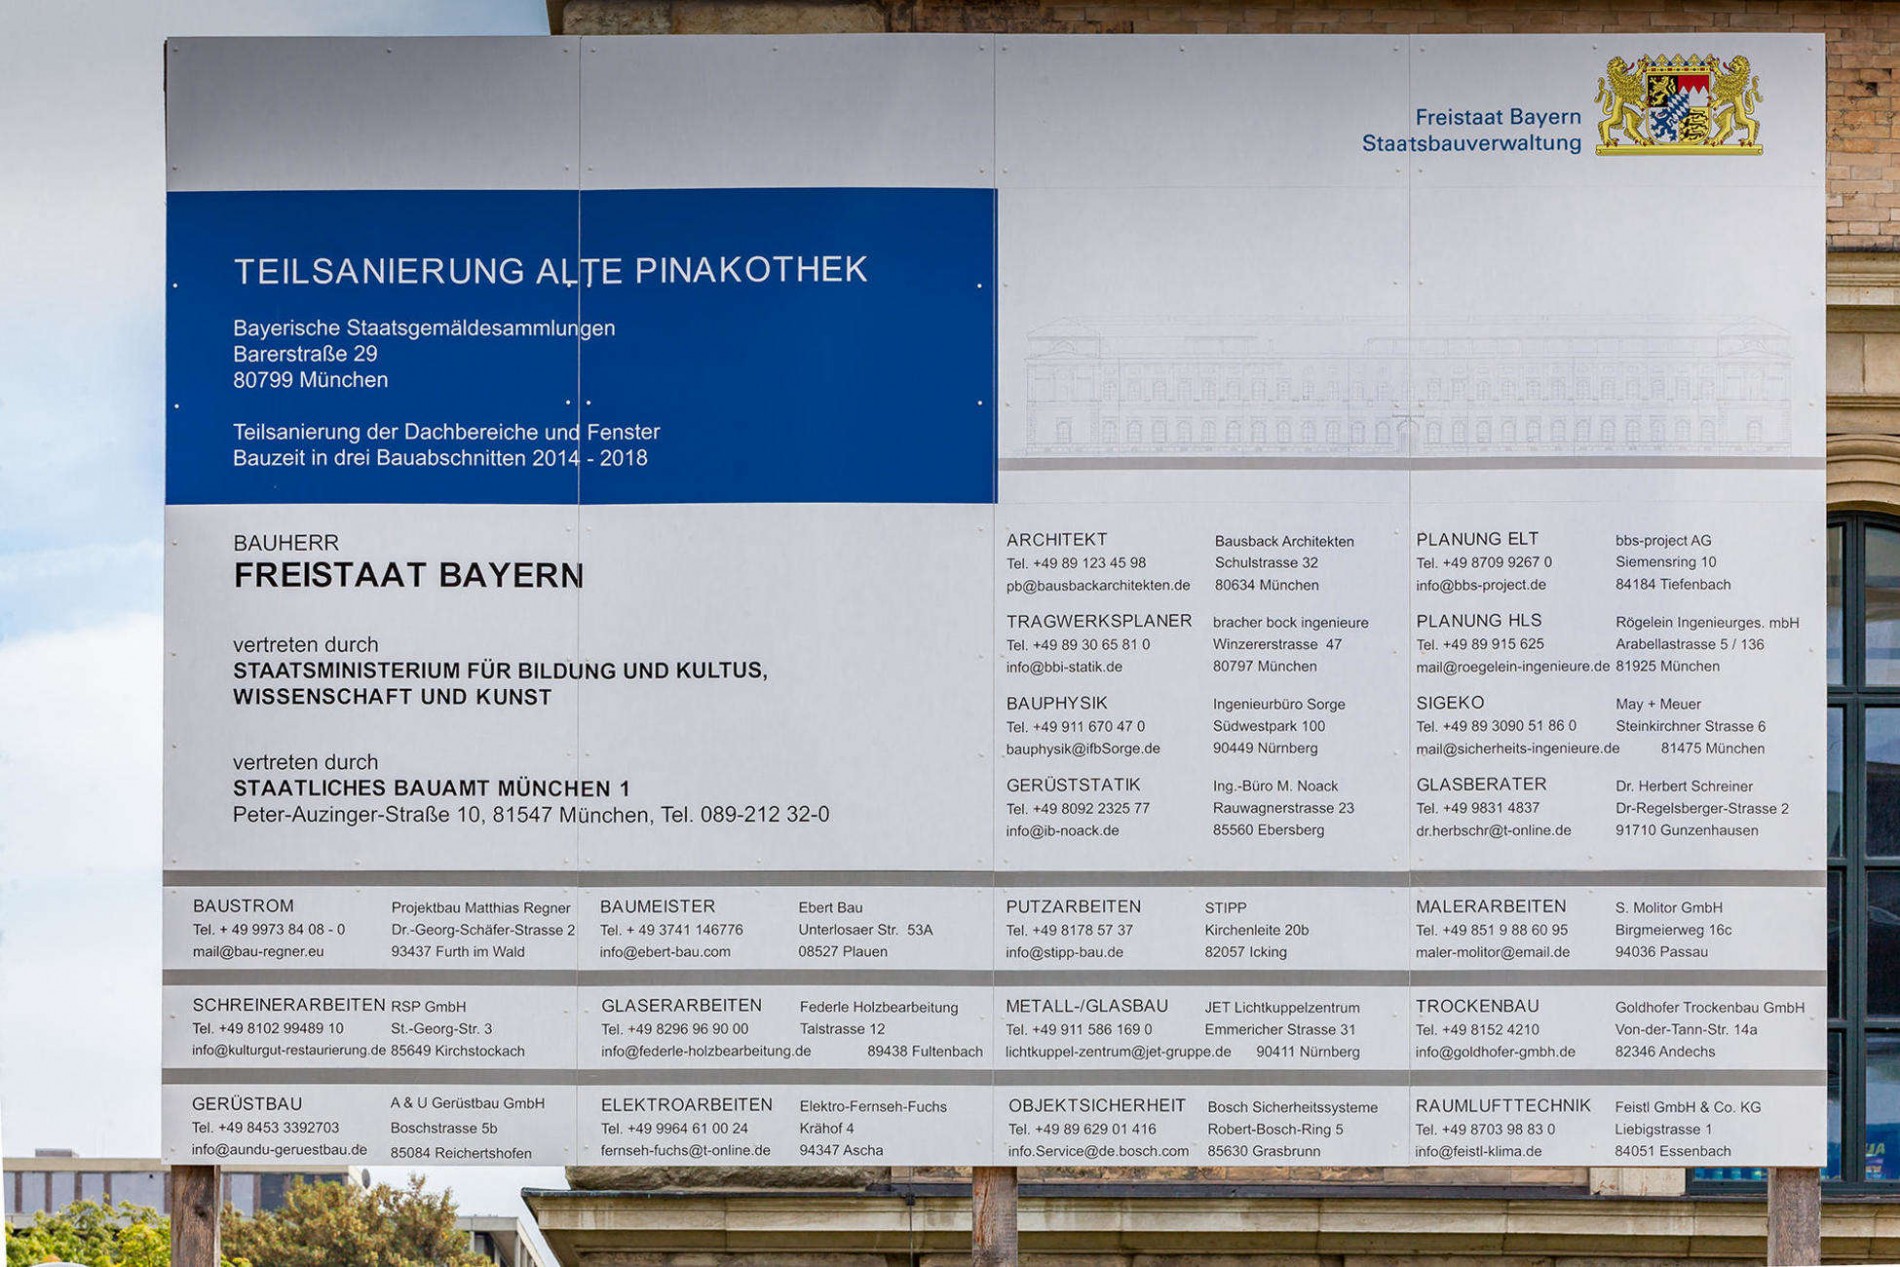 Freistaat Bayern
Staatsbauverwaltung
TEILSANIERUNG ALTE PINAKOTHEK
Bayerische Staatsgemäldesammlungen
Barerstraße 29
80799 München
Teilsanierung der Dachbereiche und Fenster
Bauzeit in drei Bauabschnitten 2014 - 2018
BAUHERR
FREISTAAT BAYERN
vertreten durch
STAATSMINISTERIUM FÜR BILDUNG UND KULTUS,
WISSENSCHAFT UND KUNST
vertreten durch
STAATLICHES BAUAMT MÜNCHEN 1
Peter-Auzinger-Straße 10, 81547 München, Tel. 089-212 32-0
ARCHITEKT Bausback Architekten
Tel. +49 89 123 45 98 Schulstrasse 32
pb@bausbackarchitekten.de 80634 München
TRAGWERKSPLANER bracher bock ingenieure
Tel. +49 89 30 65 81 0 Winzererstrasse 47
info@bbi-statik.de 80797 München
BAUPHYSIK Ingenieurbüro Sorge
Tel. +49 911 670 47 0 Südwestpark 100
bauphysik@ifbSorge.de 90449 Nürnberg
GERÜSTSTATIK Ing.-Büro M. Noack
Tel. +49 8092 2325 77 Rauwagnerstrasse 23
info@ib-noack.de 85560 Ebersberg
PLANUNG ELT bbs-project AG
Tel. +49 8709 9267 0 Siemensring 10
info@bbs-project.de 84184 Tiefenbach
PLANUNG HLS Rögelein Ingenieurges. mbH
Tel. +49 89 915 625 Arabellastrasse 5 / 136
mail@roegelein-ingenieure.de 81925 München
SIGEKO May + Meuer
Tel. +49 89 3090 51 86 0 Steinkirchner Strasse 6
mail@sicherheits-ingenieure.de 81475 München
GLASBERATER Dr. Herbert Schreiner
Tel. +49 9831 4837 Dr-Regelsberger-Strasse 2
dr.herbschr@t-online.de 91710 Gunzenhausen
BAUSTROM Projektbau Matthias Regner
Tel. + 49 9973 84 08 - 0 Dr.-Georg-Schäfer-Strasse 2
mail@bau-regner.eu 93437 Furth im Wald
BAUMEISTER Ebert Bau
Tel. + 49 3741 146776 Unterlosaer Str. 53A
info@ebert-bau.com 08527 Plauen
PUTZARBEITEN STIPP
Tel. +49 8178 57 37 Kirchenleite 20b
info@stipp-bau.de 82057 Icking
MALERARBEITEN S. Molitor GmbH
Tel. +49 851 9 88 60 95 Birgmeierweg 16c
maler-molitor@email.de 94036 Passau
SCHREINERARBEITEN RSP GmbH
Tel. +49 8102 99489 10 St.-Georg-Str. 3
info@kulturgut-restaurierung.de 85649 Kirchstockach
GLASERARBEITEN Federle Holzbearbeitung
Tel. +49 8296 96 90 00 Talstrasse 12
info@federle-holzbearbeitung.de 89438 Fultenbach
METALL-/GLASBAU JET Lichtkuppelzentrum
Tel. +49 911 586 169 0 Emmericher Strasse 31
lichtkuppel-zentrum@jet-gruppe.de 90411 Nürnberg
TROCKENBAU Goldhofer Trockenbau GmbH
Tel. +49 8152 4210 Von-der-Tann-Str. 14a
info@goldhofer-gmbh.de 82346 Andechs
GERÜSTBAU A & U Gerüstbau GmbH
Tel. +49 8453 3392703 Boschstrasse 5b
info@aundu-geruestbau.de 85084 Reichertshofen
ELEKTROARBEITEN Elektro-Fernseh-Fuchs
Tel. +49 9964 61 00 24 Krähof 4
fernseh-fuchs@t-online.de 94347 Ascha
OBJEKTSICHERHEIT Bosch Sicherheitssysteme
Tel. +49 89 629 01 416 Robert-Bosch-Ring 5
info.Service@de.bosch.com 85630 Grasbrunn
RAUMLUFTTECHNIK Feistl GmbH & Co. KG
Tel. +49 8703 98 83 0 Liebigstrasse 1
info@feistl-klima.de 84051 Essenbach